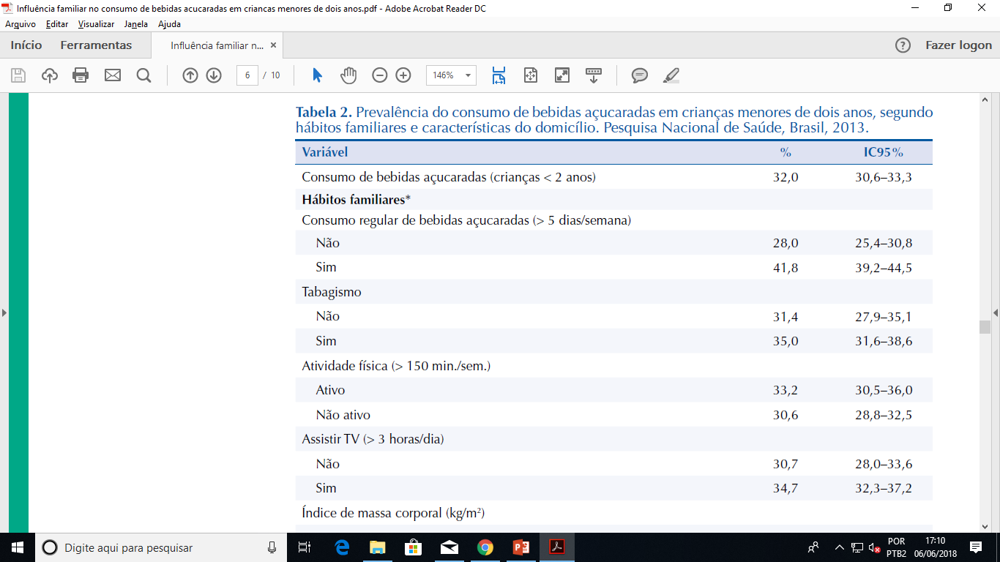 Influência familiar no consumo de bebidas acucaradas em criancas menores de dois anos.pdf - Adobe Acrobat Reader DC
Arquivo Editar Visualizar Janela Ajuda
Início Ferramentas Influência familiar n... × ? Fazer logon
6 / 10 146%
Tabela 2. Prevalência do consumo de bebidas açucaradas em crianças menores de dois anos, segundo
hábitos familiares e características do domicílio. Pesquisa Nacional de Saúde, Brasil, 2013.
Variável % IC95%
Consumo de bebidas açucaradas (crianças < 2 anos) 32,0 30,6–33,3
Hábitos familiares*
Consumo regular de bebidas açucaradas (> 5 dias/semana)
Não 28,0 25,4–30,8
Sim 41,8 39,2–44,5
Tabagismo
Não 31,4 27,9–35,1
Sim 35,0 31,6–38,6
Atividade física (> 150 min./sem.)
Ativo 33,2 30,5–36,0
Não ativo 30,6 28,8–32,5
Assistir TV (> 3 horas/dia)
Não 30,7 28,0–33,6
Sim 34,7 32,3–37,2
Índice de massa corporal (kg/m²)
Digite aqui para pesquisar
POR 17:10
PTB2 06/06/2018